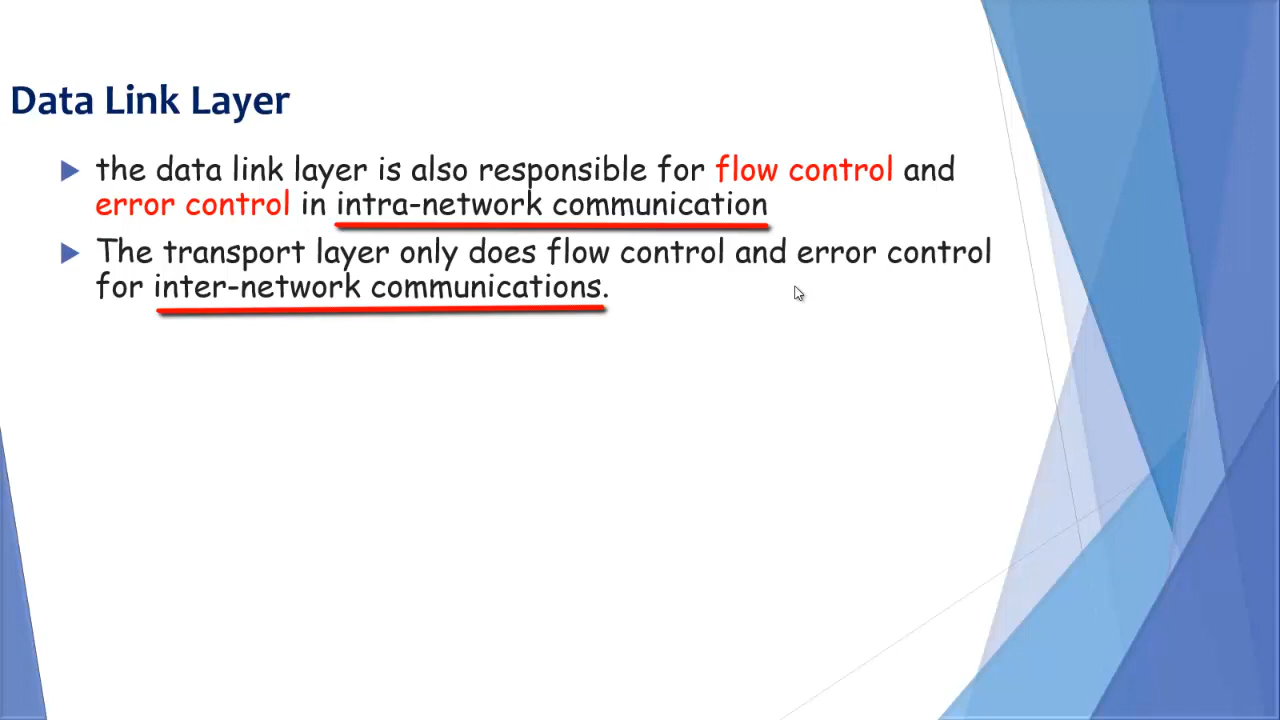 Data Link Layer
the data link layer is also responsible for flow control and
error control in intra-network communication
The transport layer only does flow control and error control
for inter-network communications.